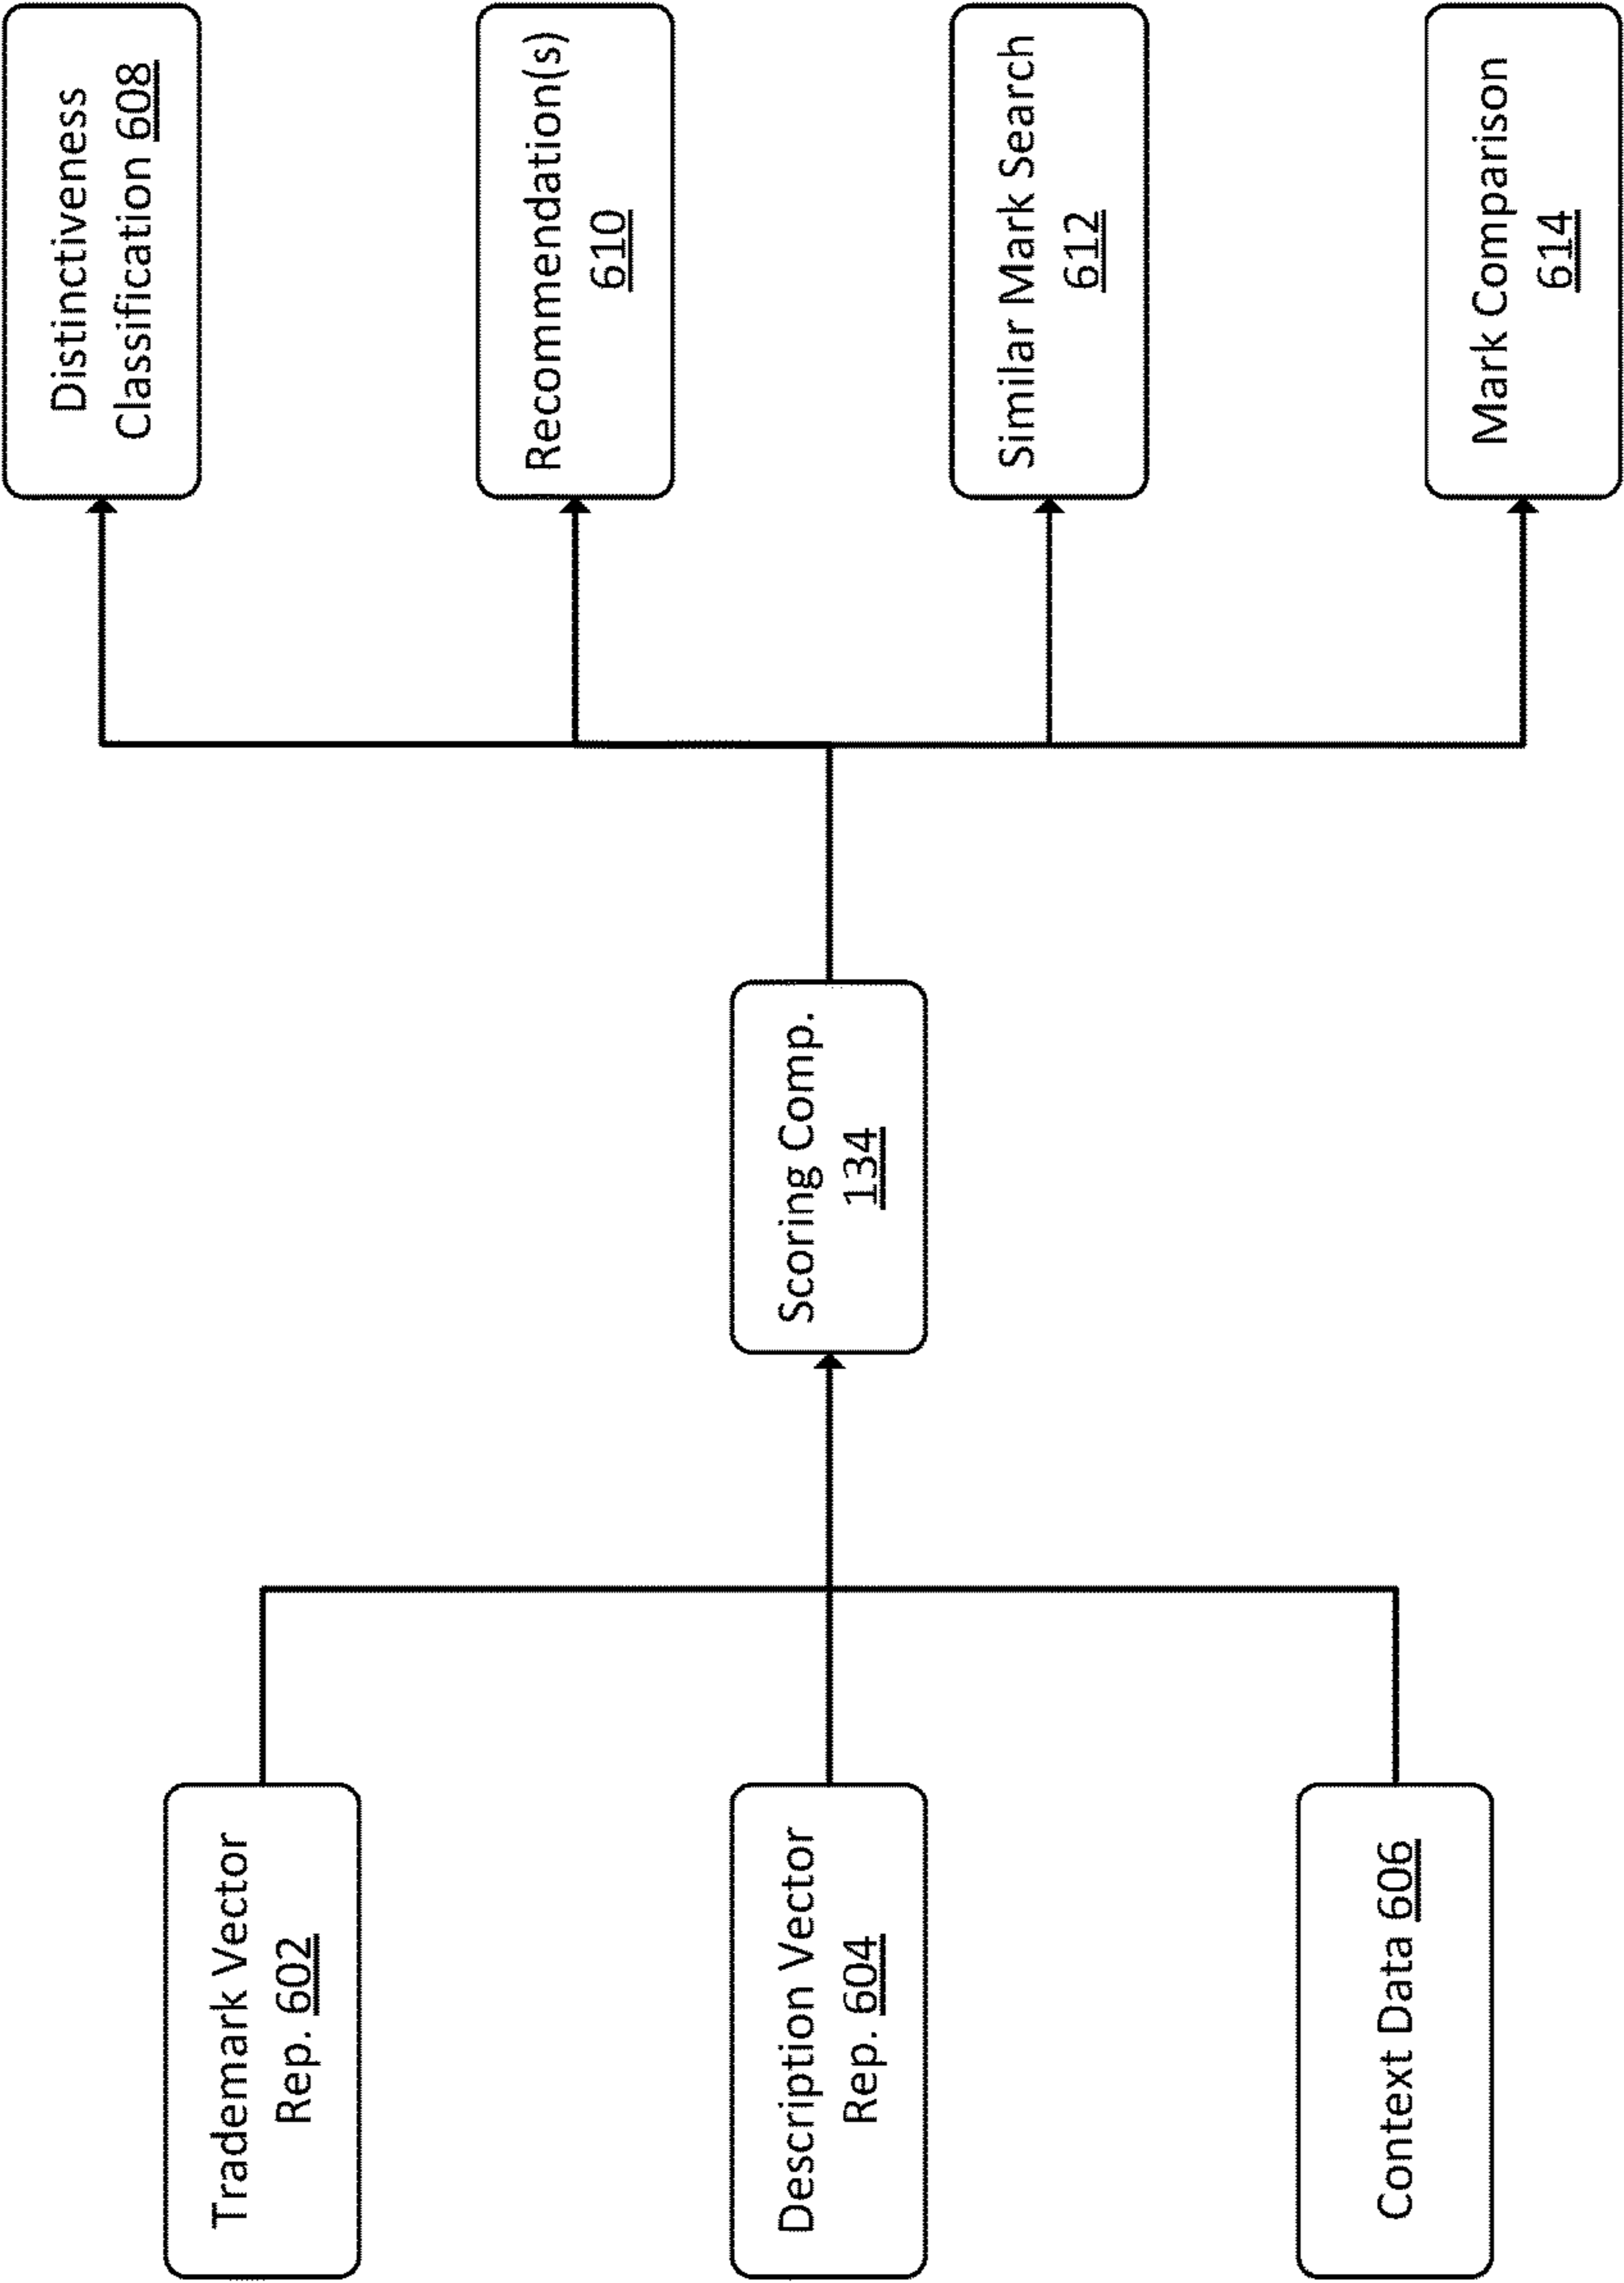 Trademark Vector
Rep. 602
Description Vector
Rep. 604
Context Data 606
Scoring Comp.
134
Distinctiveness
Classification 608
Recommendation(s)
610
Similar Mark Search
612
Mark Comparison
614